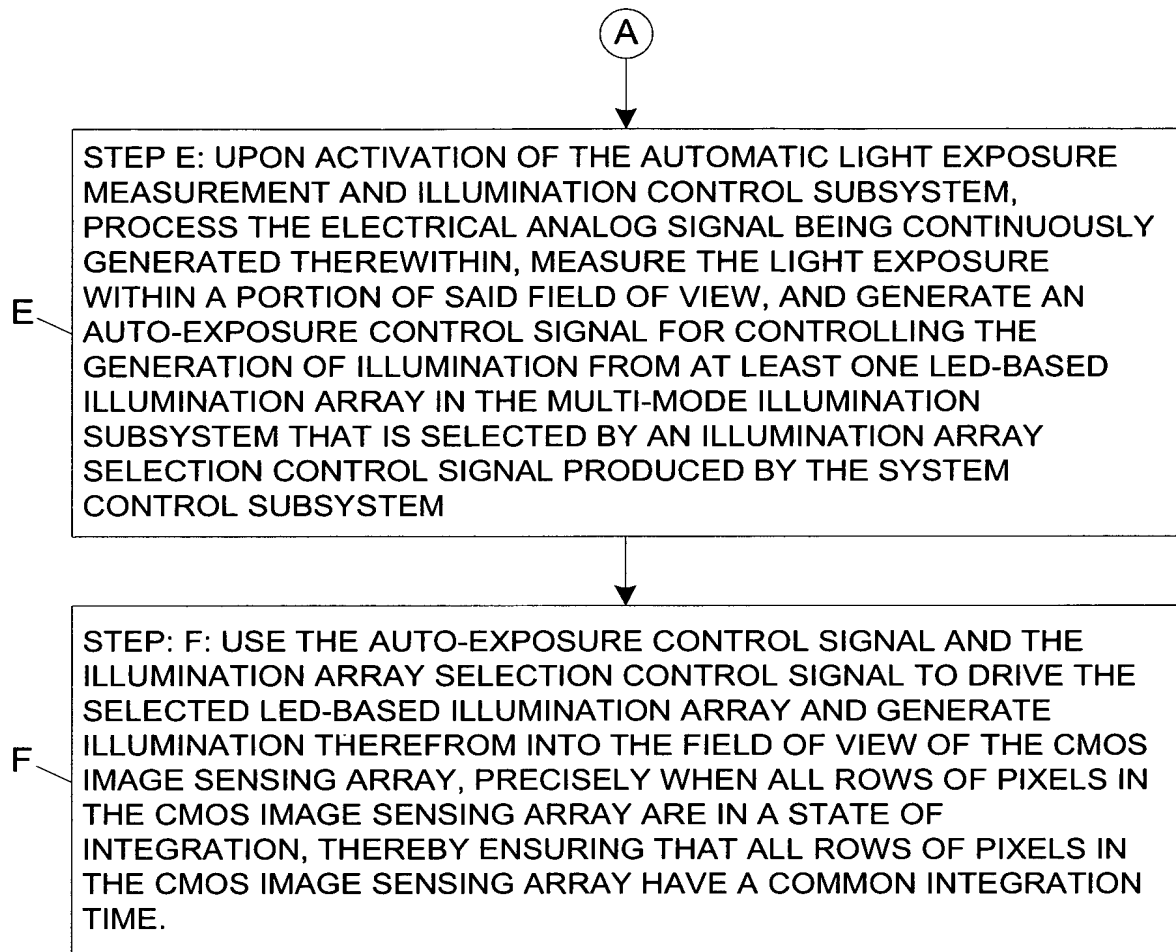 A
STEP E: UPON ACTIVATION OF THE AUTOMATIC LIGHT EXPOSURE
MEASUREMENT AND ILLUMINATION CONTROL SUBSYSTEM,
PROCESS THE ELECTRICAL ANALOG SIGNAL BEING CONTINUOUSLY
GENERATED THEREWITHIN, MEASURE THE LIGHT EXPOSURE
WITHIN A PORTION OF SAID FIELD OF VIEW, AND GENERATE AN
AUTO-EXPOSURE CONTROL SIGNAL FOR CONTROLLING THE
GENERATION OF ILLUMINATION FROM AT LEAST ONE LED-BASED
ILLUMINATION ARRAY IN THE MULTI-MODE ILLUMINATION
SUBSYSTEM THAT IS SELECTED BY AN ILLUMINATION ARRAY
SELECTION CONTROL SIGNAL PRODUCED BY THE SYSTEM
CONTROL SUBSYSTEM
E
STEP: F: USE THE AUTO-EXPOSURE CONTROL SIGNAL AND THE
ILLUMINATION ARRAY SELECTION CONTROL SIGNAL TO DRIVE THE
SELECTED LED-BASED ILLUMINATION ARRAY AND GENERATE
ILLUMINATION THEREFROM INTO THE FIELD OF VIEW OF THE CMOS
IMAGE SENSING ARRAY, PRECISELY WHEN ALL ROWS OF PIXELS IN
THE CMOS IMAGE SENSING ARRAY ARE IN A STATE OF
INTEGRATION, THEREBY ENSURING THAT ALL ROWS OF PIXELS IN
THE CMOS IMAGE SENSING ARRAY HAVE A COMMON INTEGRATION
TIME.
F